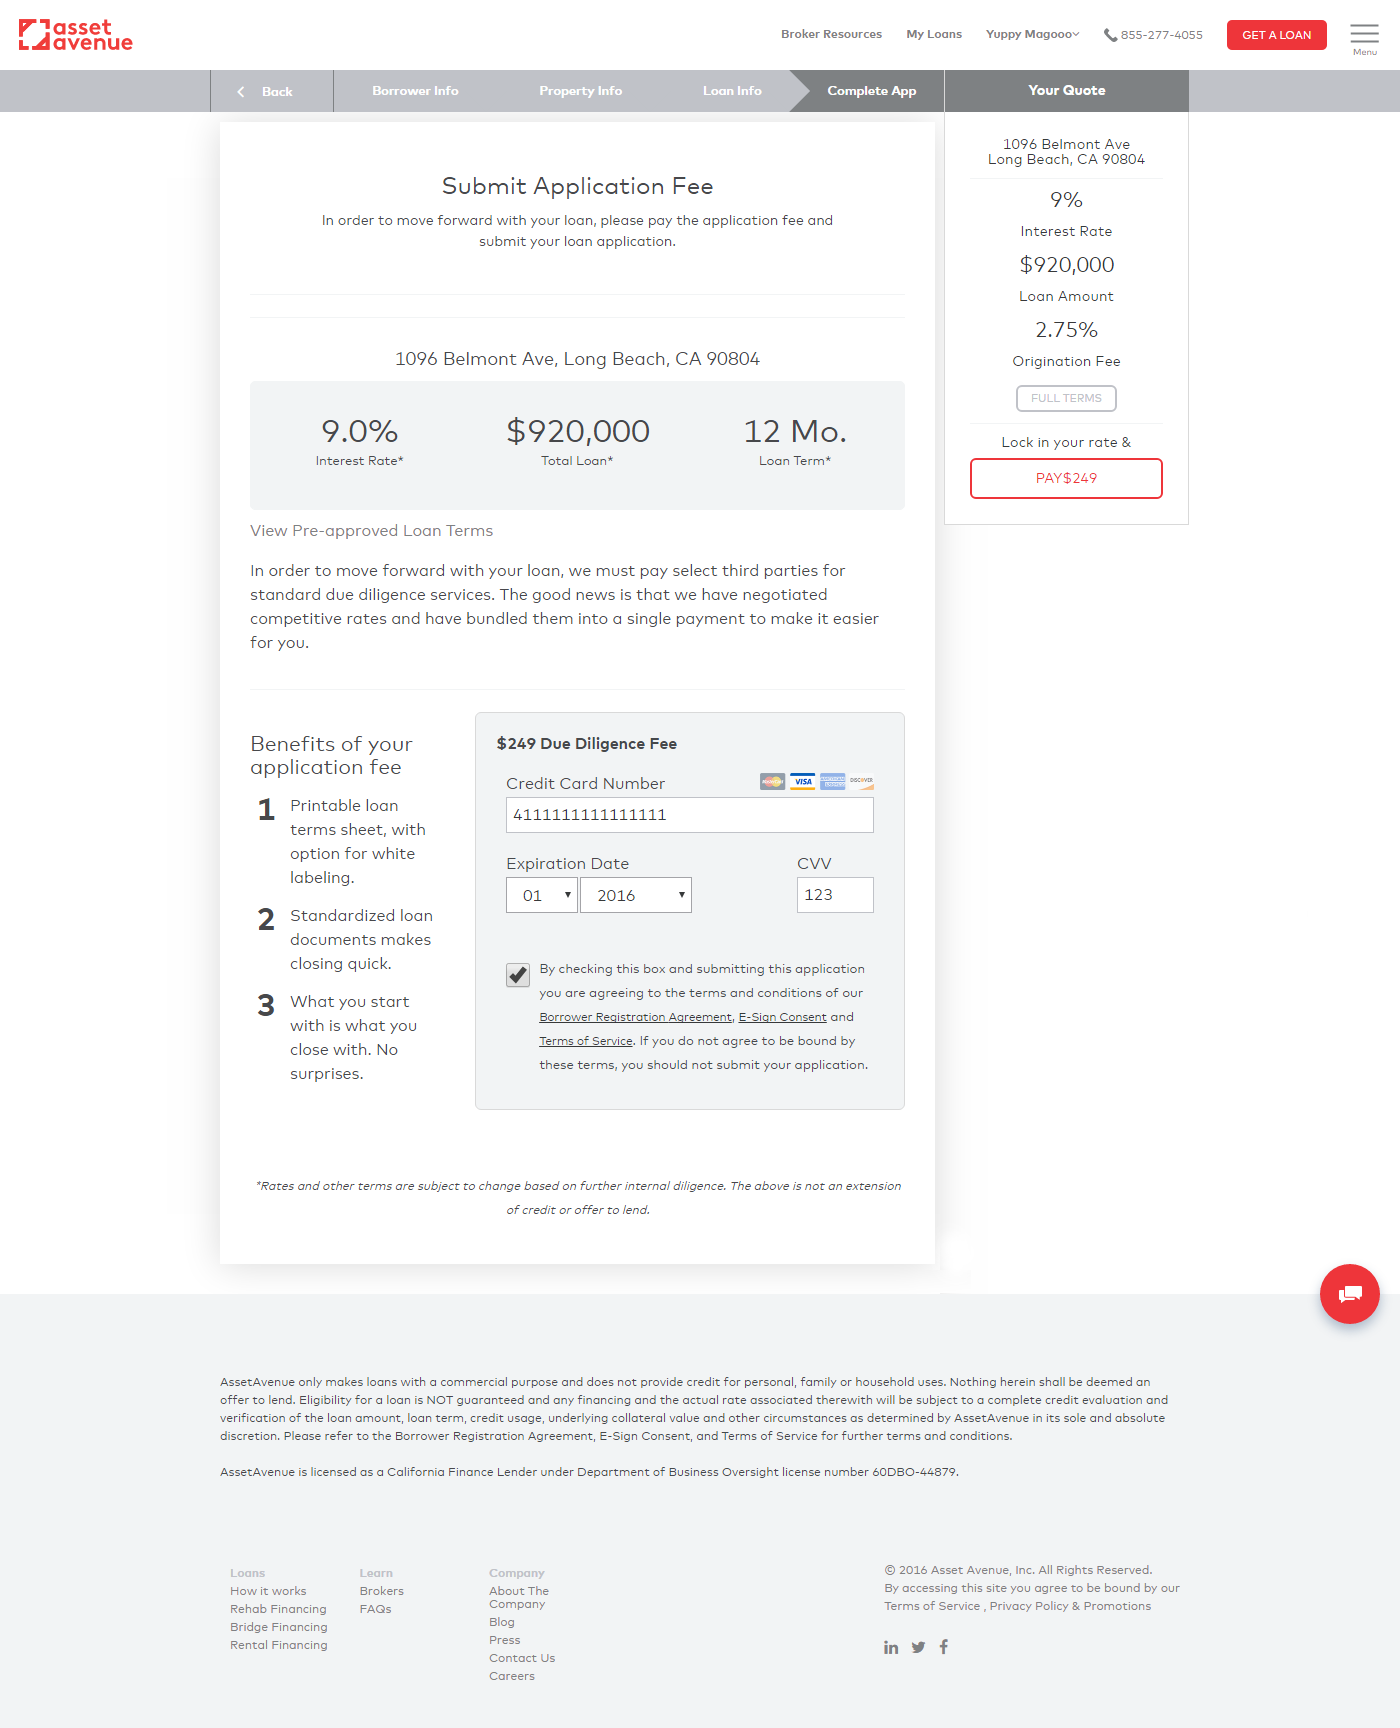 asset
avenue
Broker Resources
My Loans
Yuppy Magooo
855-277-4055
GET A LOAN
Menu
Back
Borrower Info
Property Info
Loan Info
Complete App
Your Quote
Submit Application Fee
In order to move forward with your loan, please pay the application fee and
submit your loan application.
1096 Belmont Ave, Long Beach, CA 90804
9.0%
Interest Rate*
$920,000
Total Loan*
12 Mo.
Loan Term*
View Pre-approved Loan Terms
In order to move forward with your loan, we must pay select third parties for
standard due diligence services. The good news is that we have negotiated
competitive rates and have bundled them into a single payment to make it easier
for you.
Benefits of your
application fee
1
Printable loan
terms sheet, with
option for white
labeling.
2
Standardized loan
documents makes
closing quick.
3
What you start
with is what you
close with. No
surprises.
$249 Due Diligence Fee
Credit Card Number
VISA
DISCOVER
4111111111111111
Expiration Date
CVV
01
2016
123
By checking this box and submitting this application
you are agreeing to the terms and conditions of our
Borrower Registration Agreement, E-Sign Consent and
Terms of Service. If you do not agree to be bound by
these terms, you should not submit your application.
*Rates and other terms are subject to change based on further internal diligence. The above is not an extension
of credit or offer to lend.
1096 Belmont Ave
Long Beach, CA 90804
9%
Interest Rate
$920,000
Loan Amount
2.75%
Origination Fee
FULL TERMS
Lock in your rate &
PAY$249
AssetAvenue only makes loans with a commercial purpose and does not provide credit for personal, family or household uses. Nothing herein shall be deemed an
offer to lend. Eligibility for a loan is NOT guaranteed and any financing and the actual rate associated therewith will be subject to a complete credit evaluation and
verification of the loan amount, loan term, credit usage, underlying collateral value and other circumstances as determined by AssetAvenue in its sole and absolute
discretion. Please refer to the Borrower Registration Agreement, E-Sign Consent, and Terms of Service for further terms and conditions.
AssetAvenue is licensed as a California Finance Lender under Department of Business Oversight license number 60DBO-44879.
Loans
How it works
Rehab Financing
Bridge Financing
Rental Financing
Learn
Brokers
FAQs
Company
About The
Company
Blog
Press
Contact Us
Careers
© 2016 Asset Avenue, Inc. All Rights Reserved.
By accessing this site you agree to be bound by our
Terms of Service , Privacy Policy & Promotions